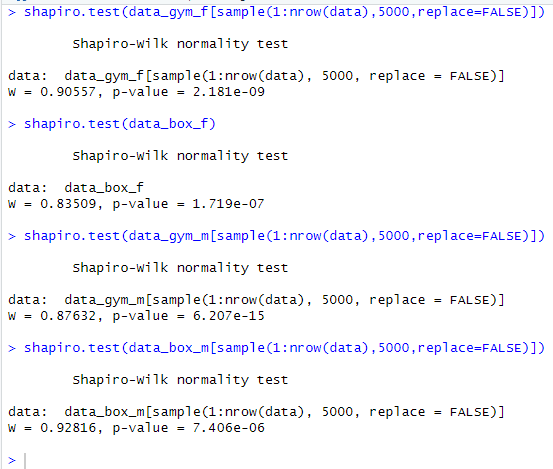 > shapiro.test(data_gym_f[sample(1:nrow(data),5000,replace=FALSE)])
Shapiro-Wilk normality test
data:  data_gym_f[sample(1:nrow(data), 5000, replace = FALSE)]
W = 0.90557, p-value = 2.181e-09
> shapiro.test(data_box_f)
Shapiro-Wilk normality test
data:  data_box_f
W = 0.83509, p-value = 1.719e-07
> shapiro.test(data_gym_m[sample(1:nrow(data),5000,replace=FALSE)])
Shapiro-Wilk normality test
data:  data_gym_m[sample(1:nrow(data), 5000, replace = FALSE)]
W = 0.87632, p-value = 6.207e-15
> shapiro.test(data_box_m[sample(1:nrow(data),5000,replace=FALSE)])
Shapiro-Wilk normality test
data:  data_box_m[sample(1:nrow(data), 5000, replace = FALSE)]
W = 0.92816, p-value = 7.406e-06
>